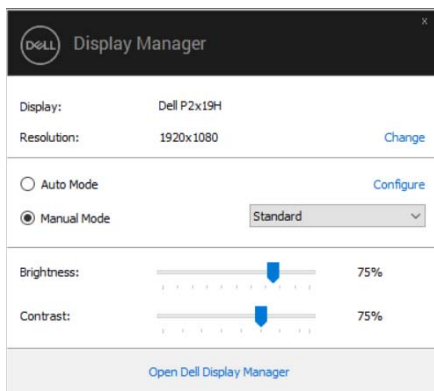 x
DELL Display Manager
Display: Dell P2x19H
Resolution: 1920x1080 Change
Auto Mode Configure
Manual Mode Standard
Brightness: 75%
Contrast: 75%
Open Dell Display Manager